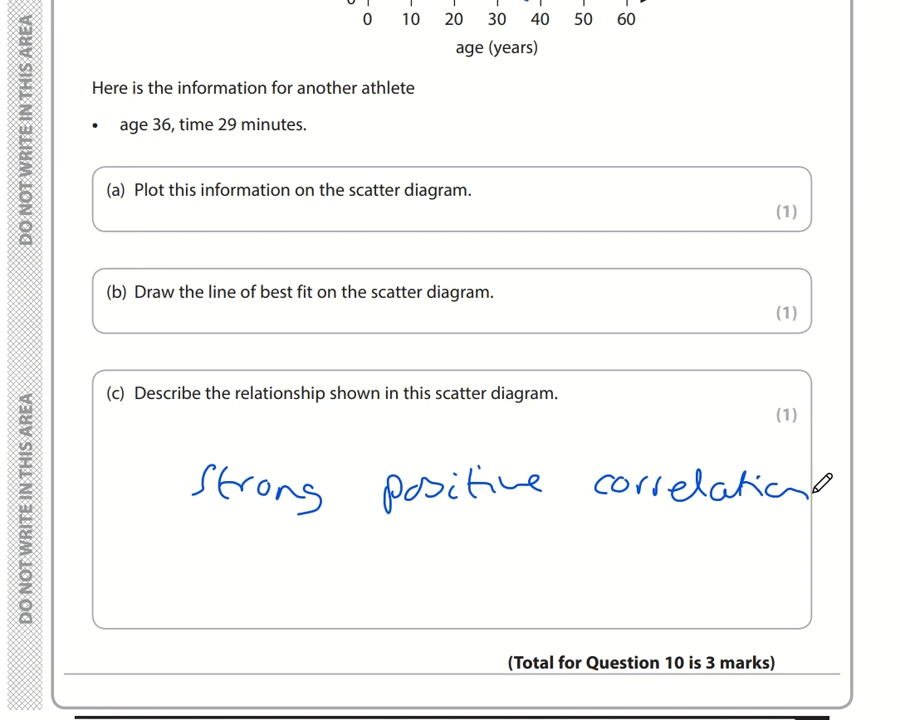 0 10 20 30 40 50 60
age (years)
Here is the information for another athlete
• age 36, time 29 minutes.
(a) Plot this information on the scatter diagram.
(1)
(b) Draw the line of best fit on the scatter diagram.
(1)
(c) Describe the relationship shown in this scatter diagram.
(1)
Strong positive correlation
(Total for Question 10 is 3 marks)
DO NOT WRITE IN THIS AREA
DO NOT WRITE IN THIS AREA